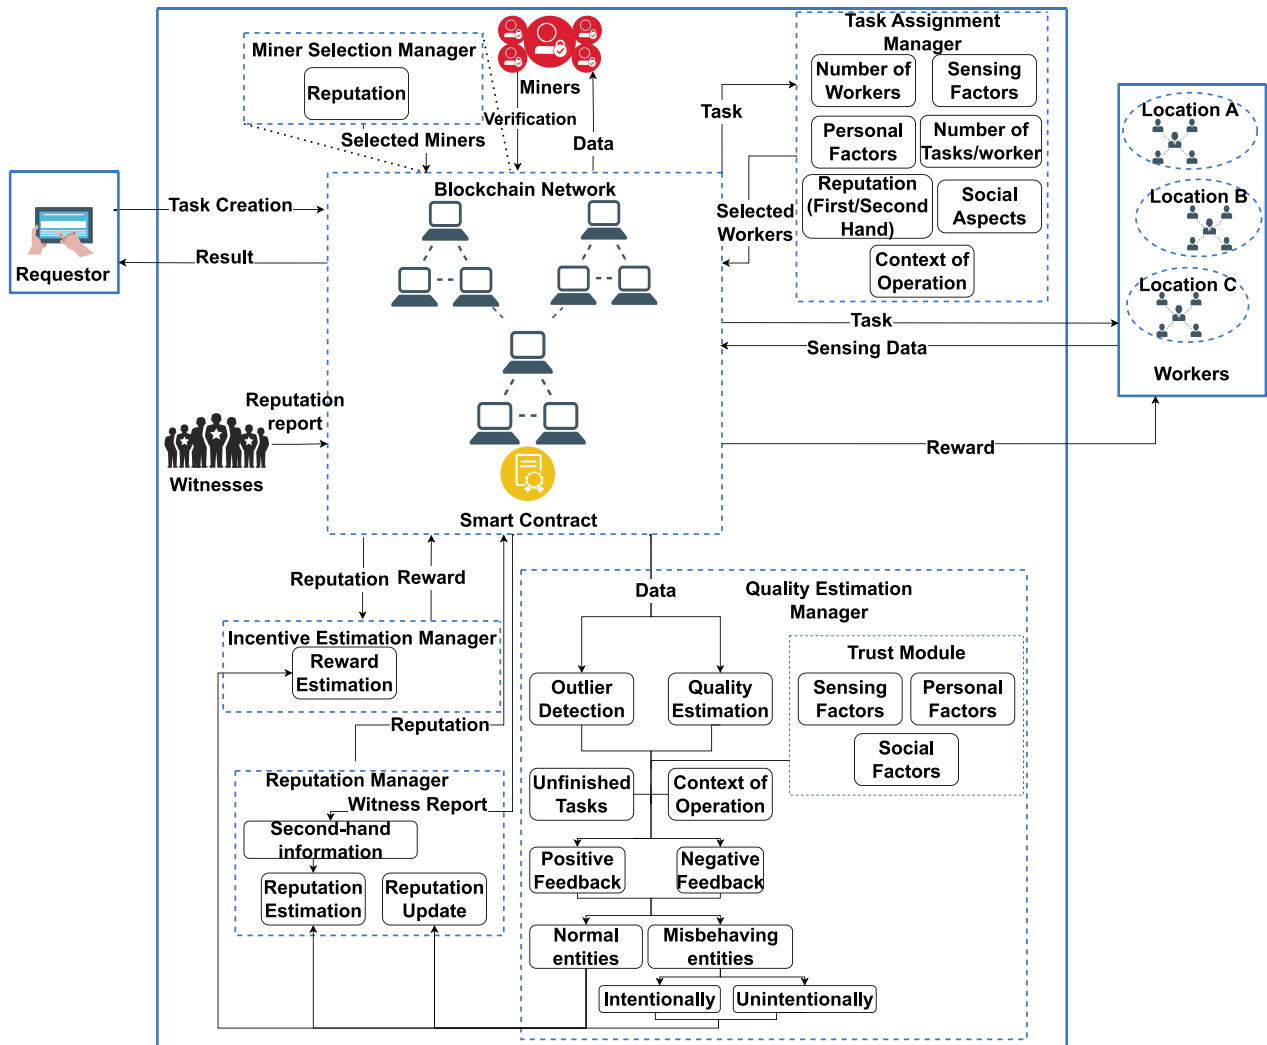 Miner Selection Manager
Reputation
Selected Miners
Miners
Verification
Data
Task
Task Assignment
Manager
Number of
Workers
Sensing
Factors
Personal
Factors
Number of
Tasks/worker
Reputation
(First/Second
Hand)
Social
Aspects
Context of
Operation
Selected
Workers
Location A
Location B
Location C
Workers
Requestor
Task Creation
Result
Blockchain Network
Smart Contract
Task
Sensing Data
Reward
Reputation
report
Witnesses
Reputation
Reward
Incentive Estimation Manager
Reward
Estimation
Reputation
Reputation Manager
Witness Report
Second-hand
information
Reputation
Estimation
Reputation
Update
Data
Quality Estimation
Manager
Outlier
Detection
Quality
Estimation
Trust Module
Sensing
Factors
Personal
Factors
Social
Factors
Unfinished
Tasks
Context of
Operation
Positive
Feedback
Negative
Feedback
Normal
entities
Misbehaving
entities
Intentionally
Unintentionally